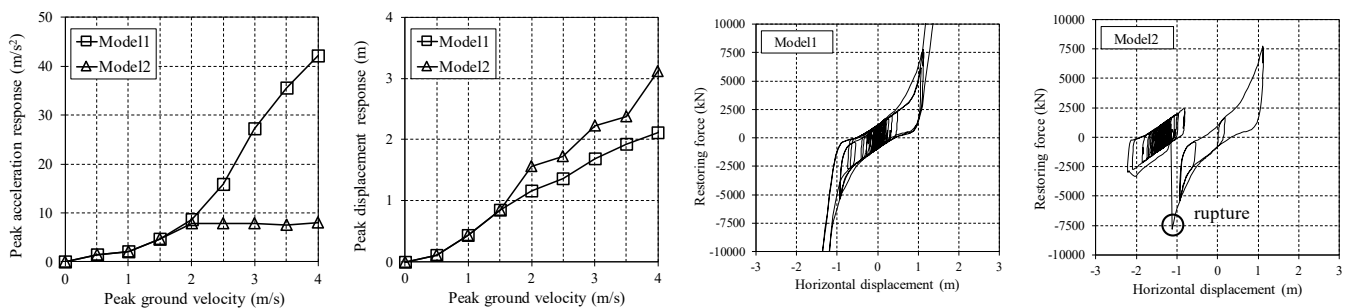 Peak acceleration response (m/s²)
50
40
30
20
10
0
Model1
Model2
0 1 2 3 4
Peak ground velocity (m/s)
Peak displacement response (m)
4
3
2
1
0
Model1
Model2
0 1 2 3 4
Peak ground velocity (m/s)
Restoring force (kN)
10000
7500
5000
2500
0
-2500
-5000
-7500
-10000
Model1
-3 -2 -1 0 1 2 3
Horizontal displacement (m)
Restoring force (kN)
10000
7500
5000
2500
0
-2500
-5000
-7500
-10000
Model2
rupture
-3 -2 -1 0 1 2 3
Horizontal displacement (m)